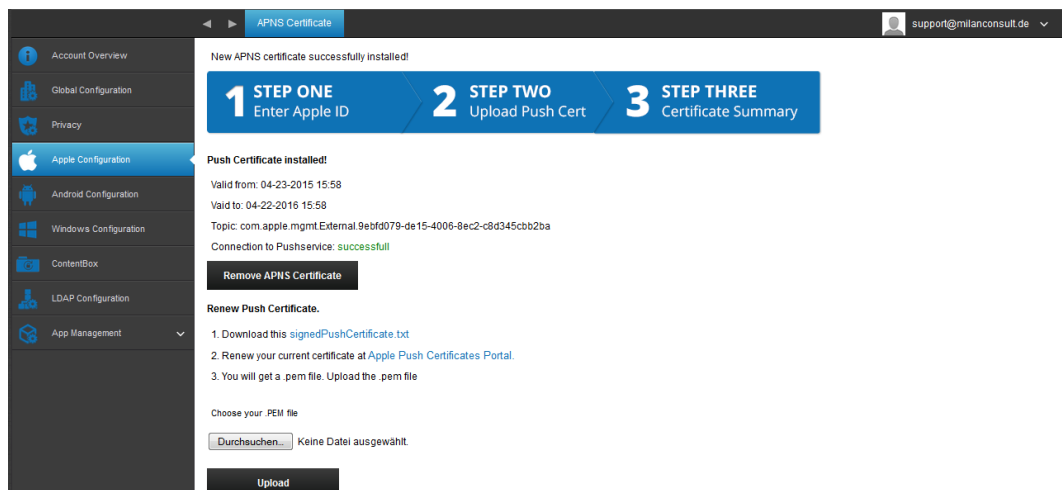 APNS Certificate
support@milanconsult.de
Account Overview
Global Configuration
Privacy
Apple Configuration
Android Configuration
Windows Configuration
ContentBox
LDAP Configuration
App Management
New APNS certificate successfully installed!
1 STEP ONE
Enter Apple ID
2 STEP TWO
Upload Push Cert
3 STEP THREE
Certificate Summary
Push Certificate installed!
Valid from: 04-23-2015 15:58
Vaid to: 04-22-2016 15:58
Topic: com.apple.mgmt.External.9ebfd079-de15-4006-8ec2-c8d345cbb2ba
Connection to Pushservice: successfull
Remove APNS Certificate
Renew Push Certificate.
1. Download this signedPushCertificate.txt
2. Renew your current certificate at Apple Push Certificates Portal.
3. You will get a .pem file. Upload the .pem file
Choose your .PEM file
Durchsuchen... Keine Datei ausgewählt.
Upload